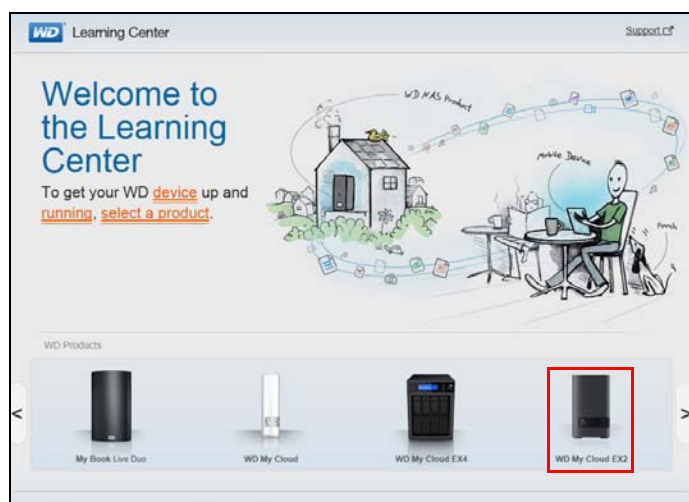 WD Learning Center
Support
Welcome to
the Learning
Center
To get your WD device up and
running, select a product.
WD NAS Product
Mobile Device
Pooch
WD Products
<
>
My Book Live Duo
WD My Cloud
WD My Cloud EX4
WD My Cloud EX2